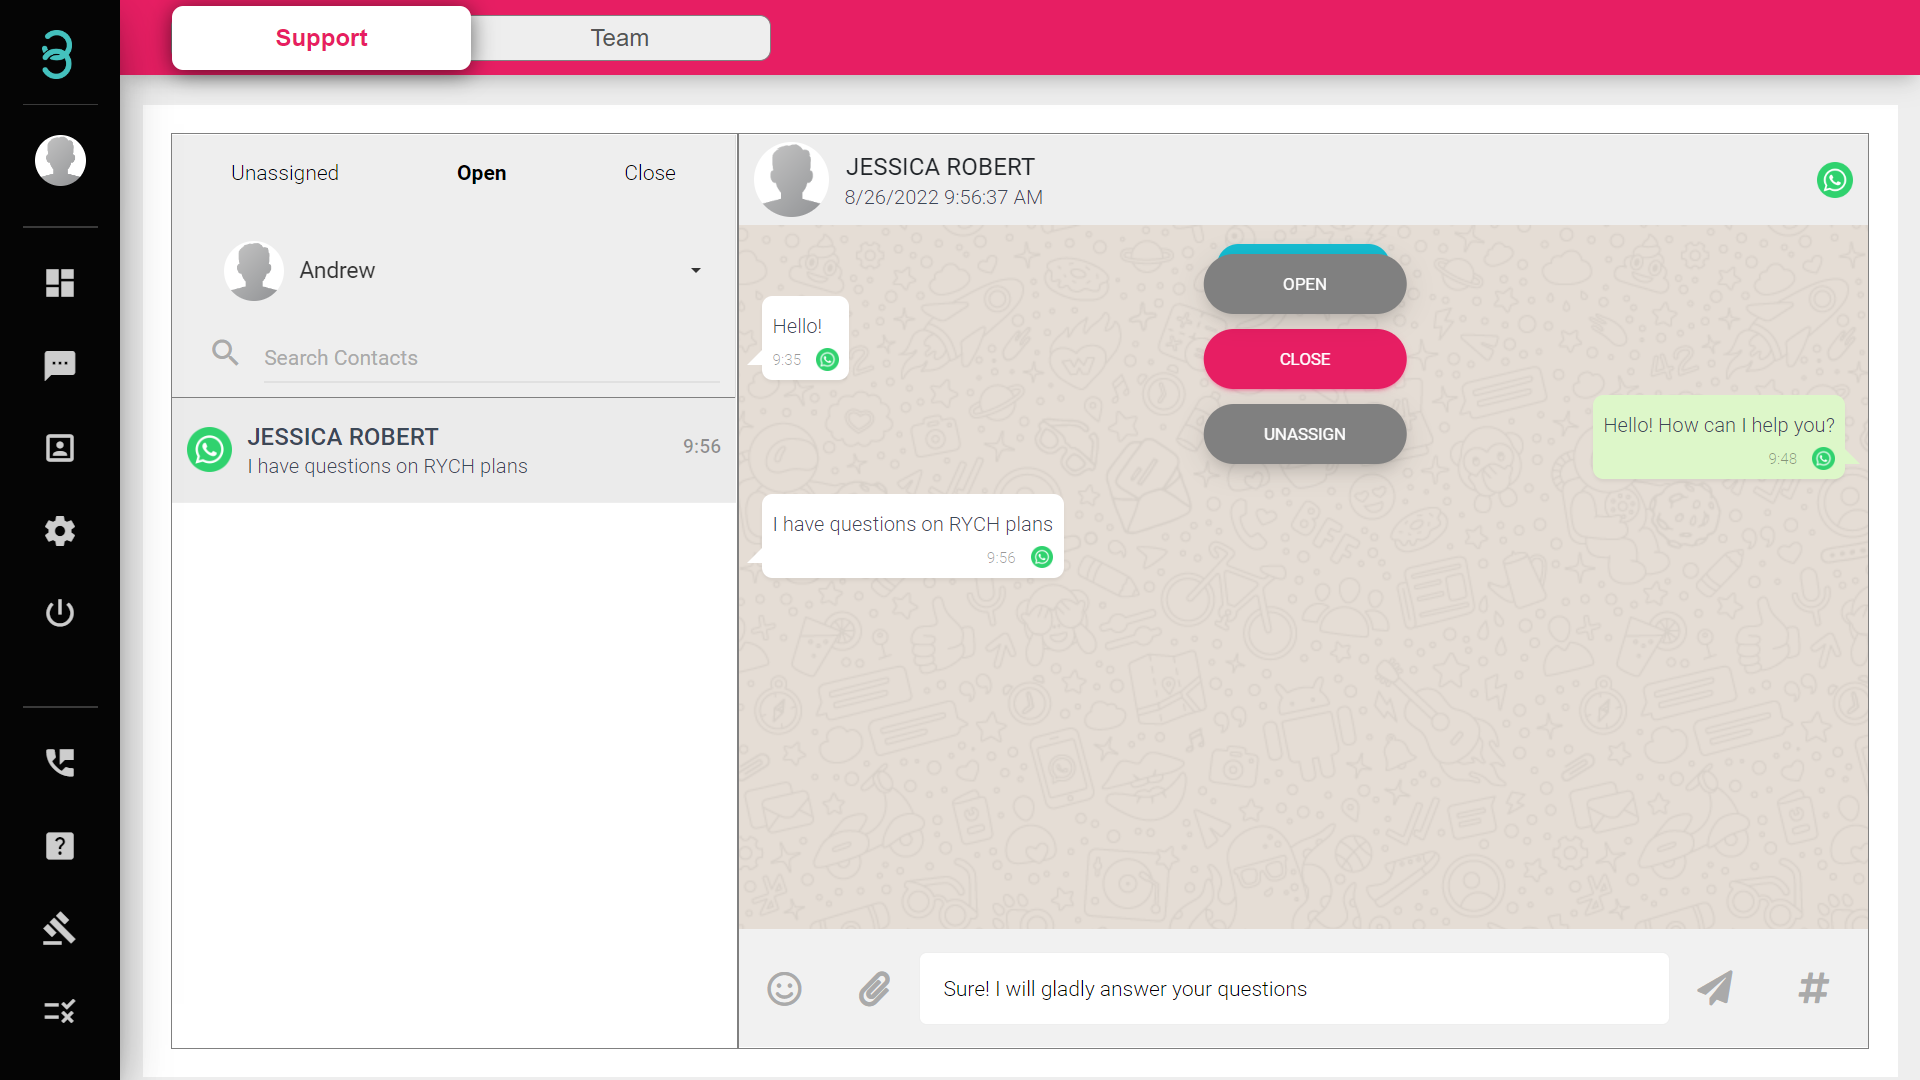 Support
Team
Unassigned
Open
Close
Andrew
Search Contacts
JESSICA ROBERT
9:56
I have questions on RYCH plans
JESSICA ROBERT
8/26/2022 9:56:37 AM
OPEN
Hello!
9:35
CLOSE
Hello! How can I help you?
9:48
UNASSIGN
I have questions on RYCH plans
9:56
Sure! I will gladly answer your questions